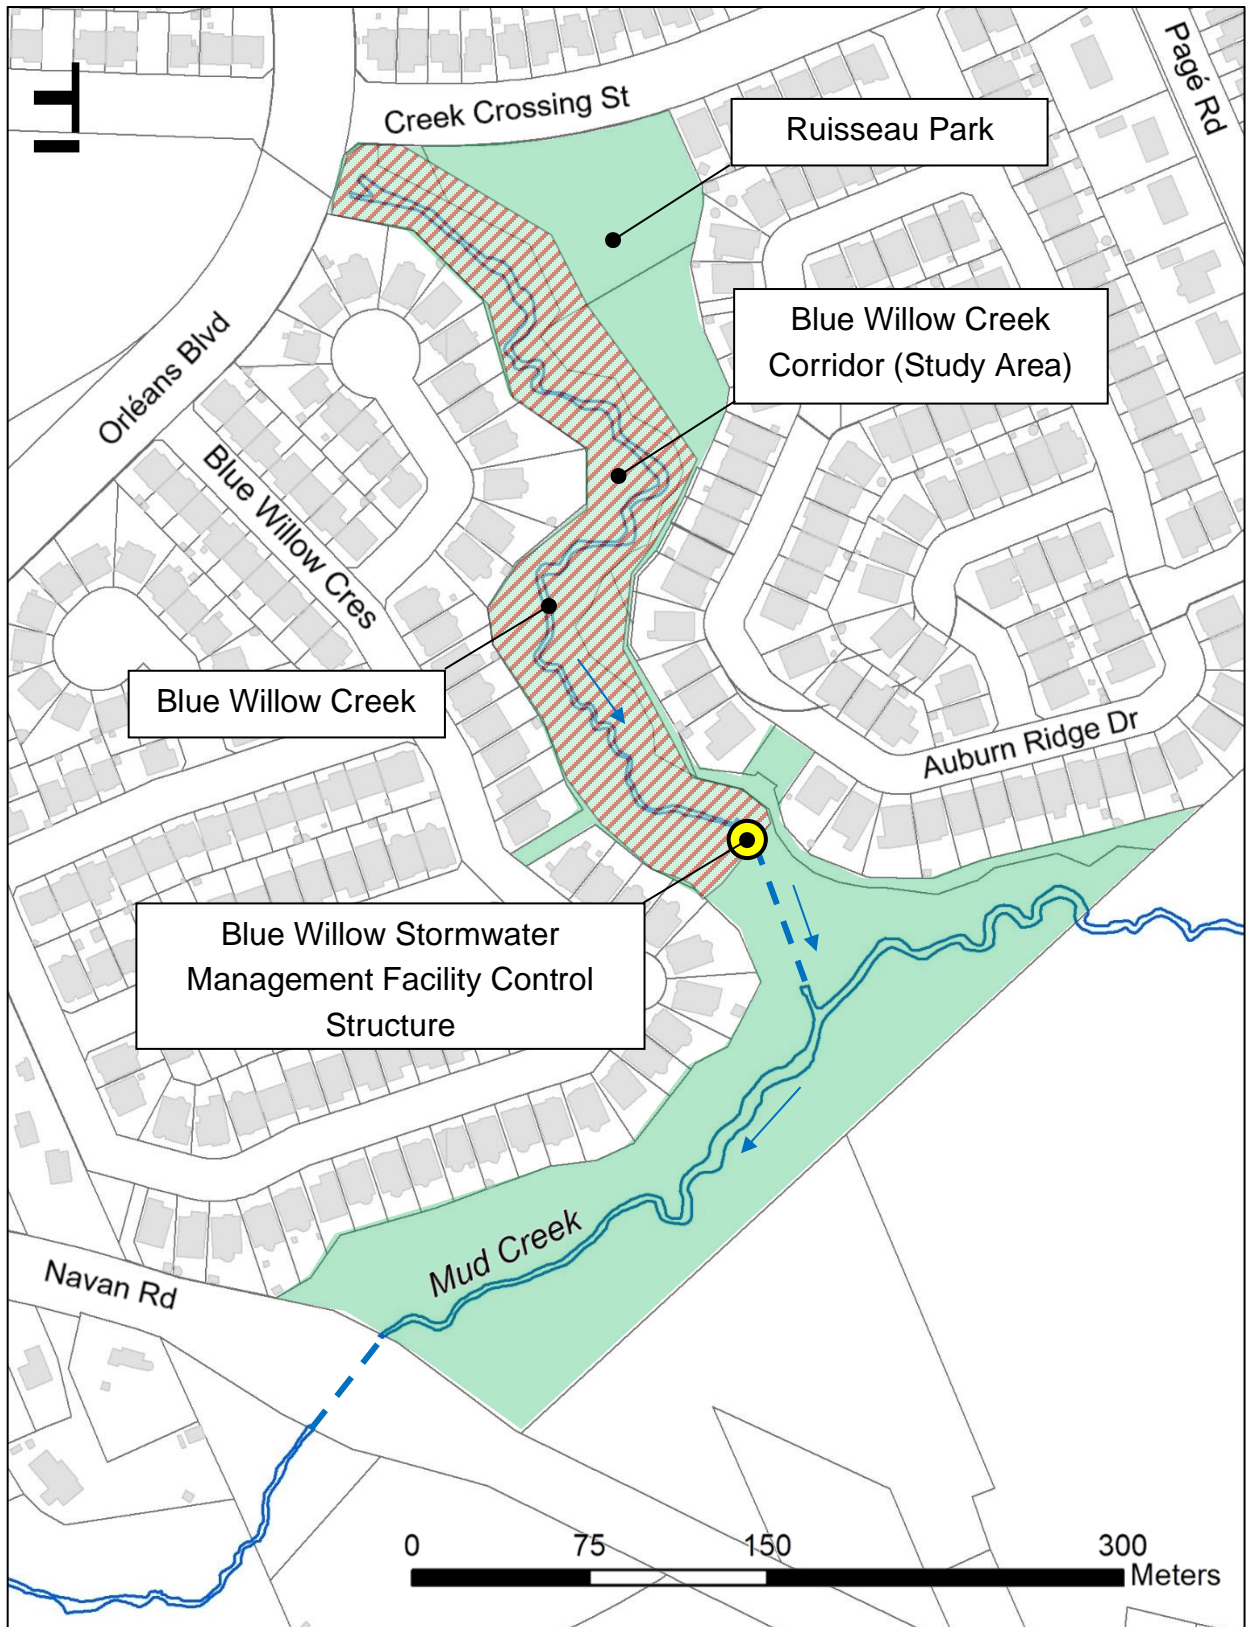 Pagé Rd
Creek Crossing St
Ruisseau Park
Blue Willow Creek
Corridor (Study Area)
Orléans Blvd
Blue Willow Cres
Blue Willow Creek
Auburn Ridge Dr
Blue Willow Stormwater
Management Facility Control
Structure
Mud Creek
Navan Rd
0 75 150 300
Meters